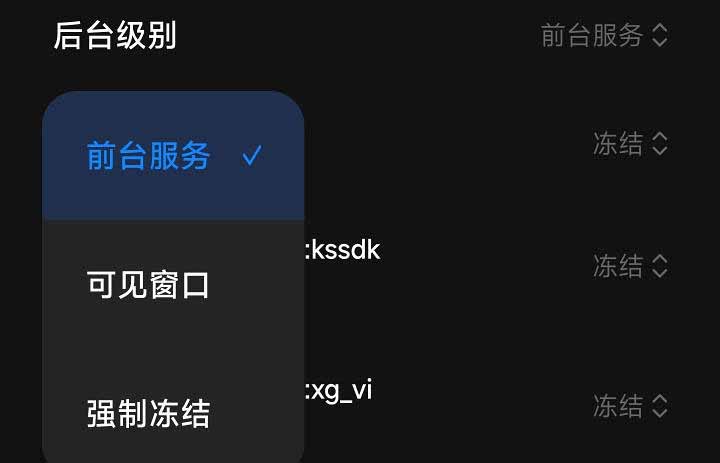 后台级别
前台服务
前台服务
冻结
:kssdk
冻结
可见窗口
:xg_vi
冻结
强制冻结